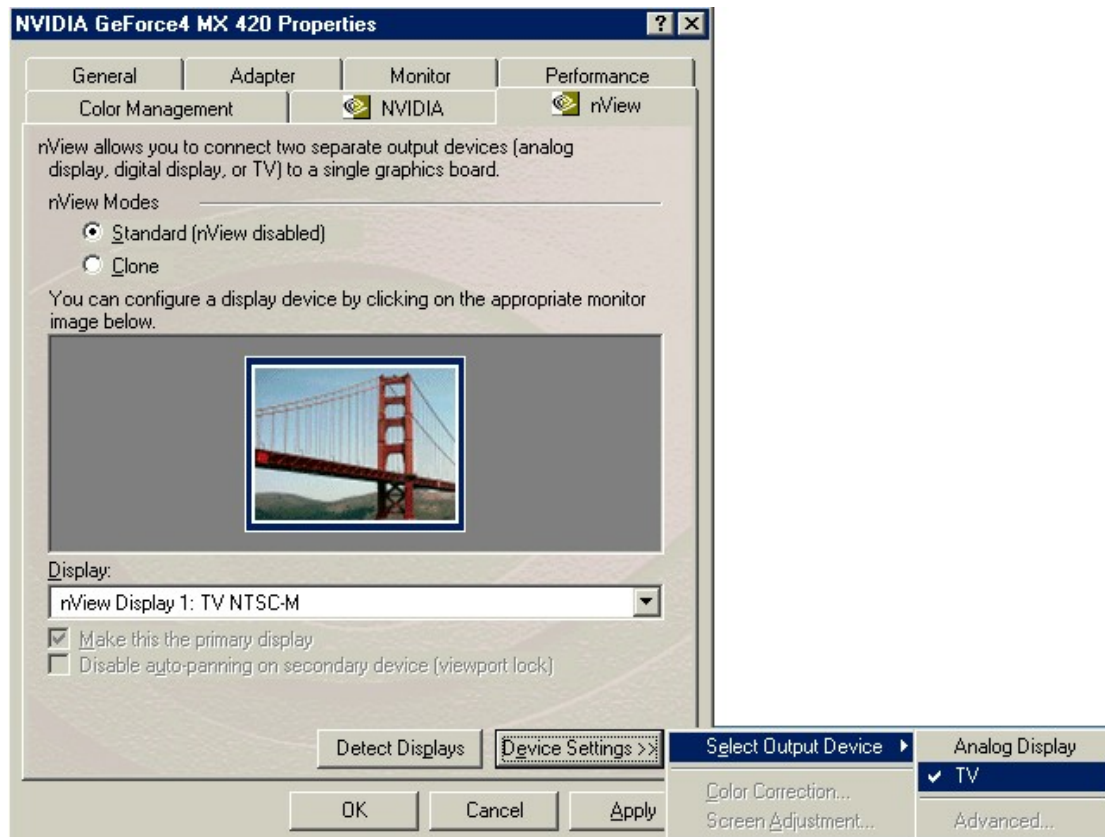 NVIDIA GeForce4 MX 420 Properties
General Adapter Monitor Performance
Color Management NVIDIA nView
nView allows you to connect two separate output devices (analog
display, digital display, or TV) to a single graphics board.
nView Modes
Standard (nView disabled)
Clone
You can configure a display device by clicking on the appropriate monitor
image below.
Display:
nView Display 1: TV NTSC-M
Make this the primary display
Disable auto-panning on secondary device (viewport lock)
Detect Displays Device Settings >>
Select Output Device
Analog Display
TV
Color Correction...
Screen Adjustment...
Advanced...
OK Cancel Apply